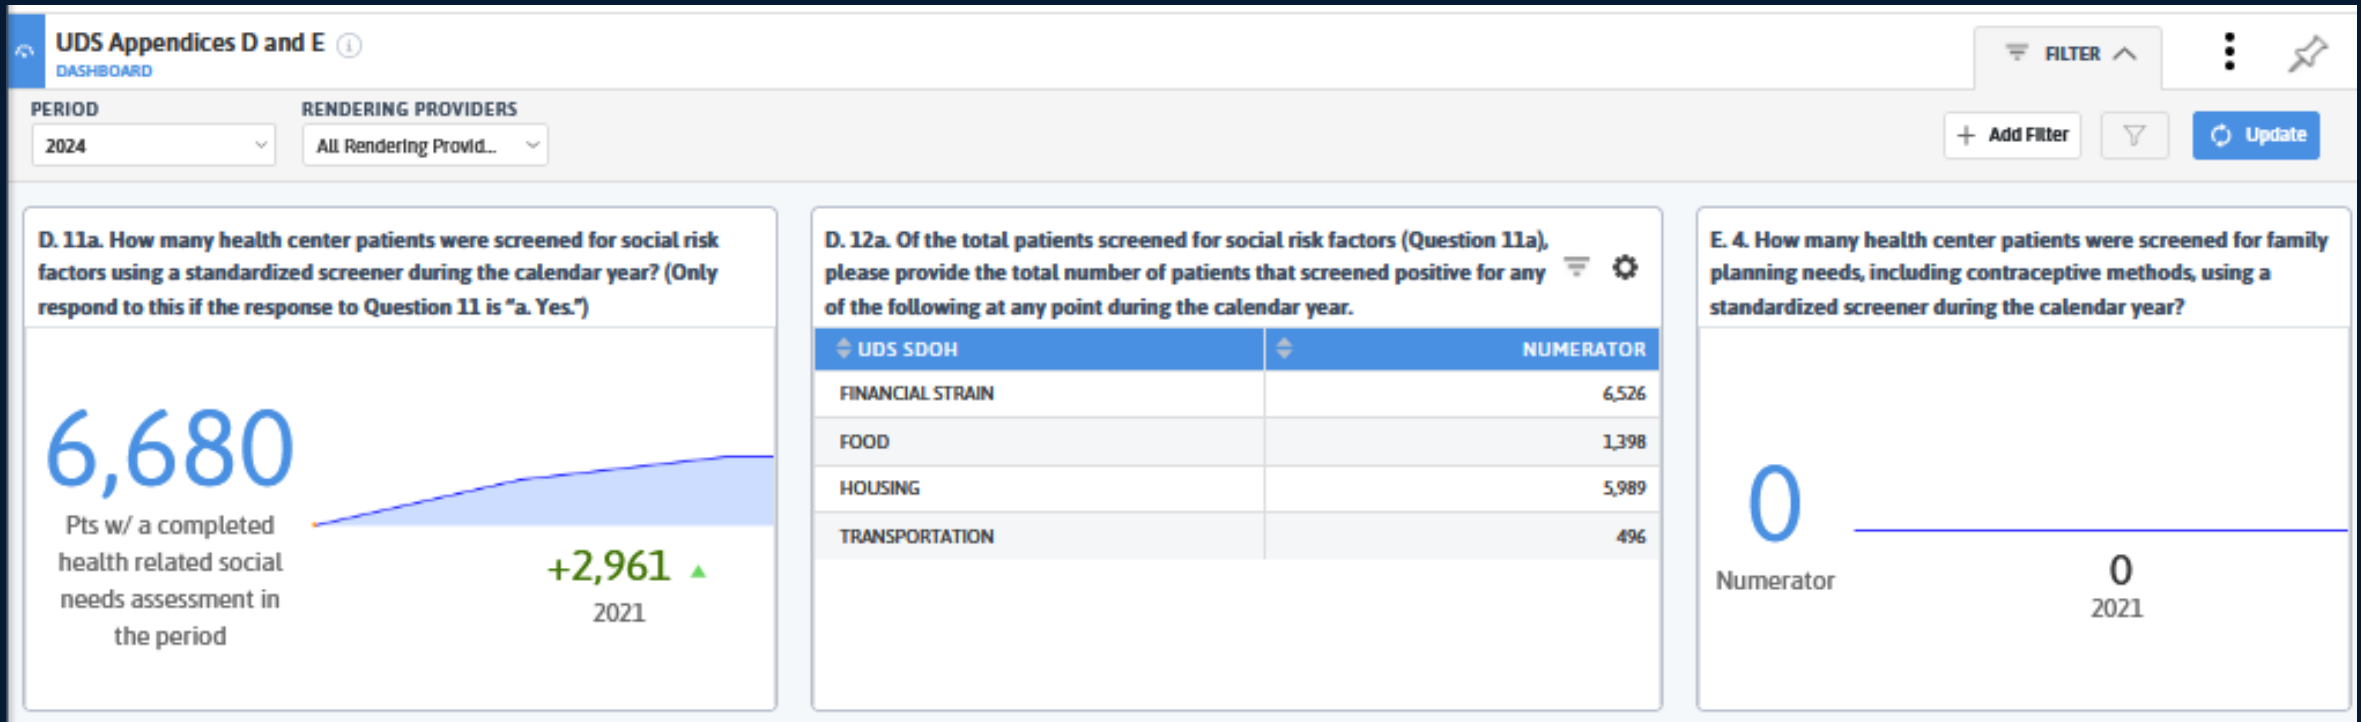 UDS Appendices D and E
DASHBOARD
FILTER
PERIOD
RENDERING PROVIDERS
2024
All Rendering Provid...
Add Filter
Update
D. 11a. How many health center patients were screened for social risk
factors using a standardized screener during the calendar year? (Only
respond to this if the response to Question 11 is “a. Yes.”)
6,680
Pts w/ a completed
health related social
needs assessment in
the period
+2,961
2021
D. 12a. Of the total patients screened for social risk factors (Question 11a),
please provide the total number of patients that screened positive for any
of the following at any point during the calendar year.
UDS SDOH NUMERATOR
FINANCIAL STRAIN 6,526
FOOD 1,398
HOUSING 5,989
TRANSPORTATION 496
E. 4. How many health center patients were screened for family
planning needs, including contraceptive methods, using a
standardized screener during the calendar year?
0
Numerator
0
2021